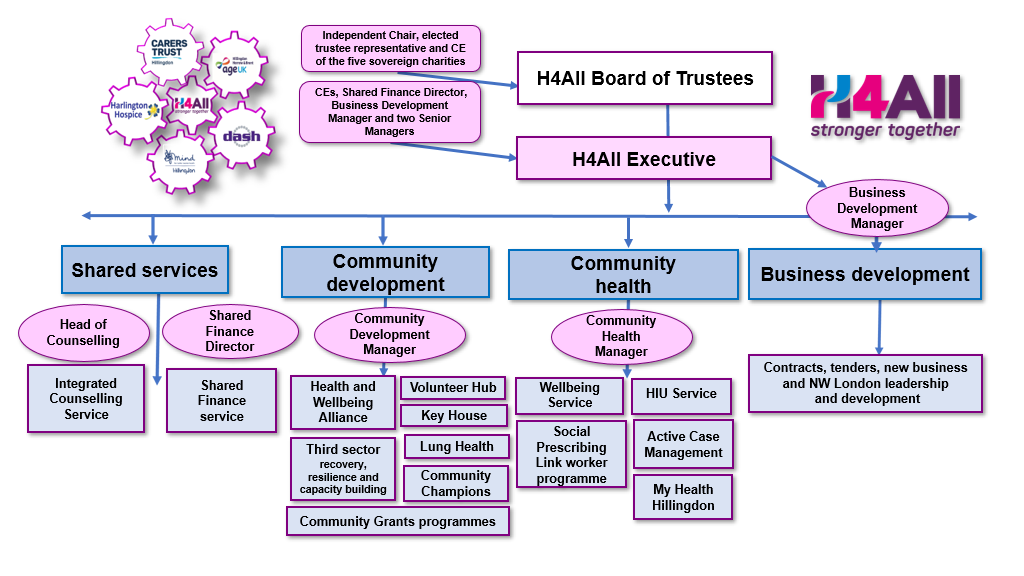 CARERS
TRUST
Hillingdon
ageUK
Harlington
Hospice
H4All
stronger together
dash
mind
Hillingdon
Independent Chair, elected
trustee representative and CE
of the five sovereign charities
CEs, Shared Finance Director,
Business Development
Manager and two Senior
Managers
H4All Board of Trustees
H4All Executive
H4All
stronger together
Business
Development
Manager
Shared services
Community
development
Community
health
Business development
Head of
Counselling
Shared
Finance
Director
Community
Development
Manager
Community
Health
Manager
Integrated
Counselling
Service
Shared
Finance
service
Health and
Wellbeing
Alliance
Volunteer Hub
Key House
Third sector
recovery,
resilience and
capacity building
Lung Health
Community
Champions
Community Grants programmes
Wellbeing
Service
HIU Service
Social
Prescribing
Link worker
programme
Active Case
Management
My Health
Hillingdon
Contracts, tenders, new business
and NW London leadership
and development